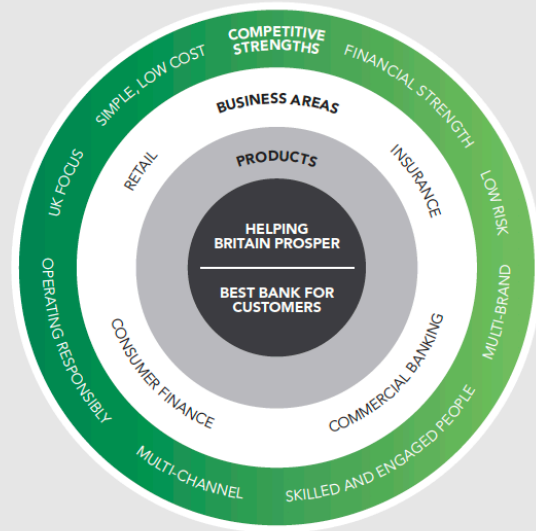 COMPETITIVE
STRENGTHS
FINANCIAL STRENGTH
LOW RISK
MULTI-BRAND
SKILLED AND ENGAGED PEOPLE
MULTI-CHANNEL
OPERATING RESPONSIBLY
UK FOCUS
SIMPLE, LOW COST
BUSINESS AREAS
INSURANCE
COMMERCIAL BANKING
CONSUMER FINANCE
RETAIL
PRODUCTS
HELPING
BRITAIN PROSPER
BEST BANK FOR
CUSTOMERS